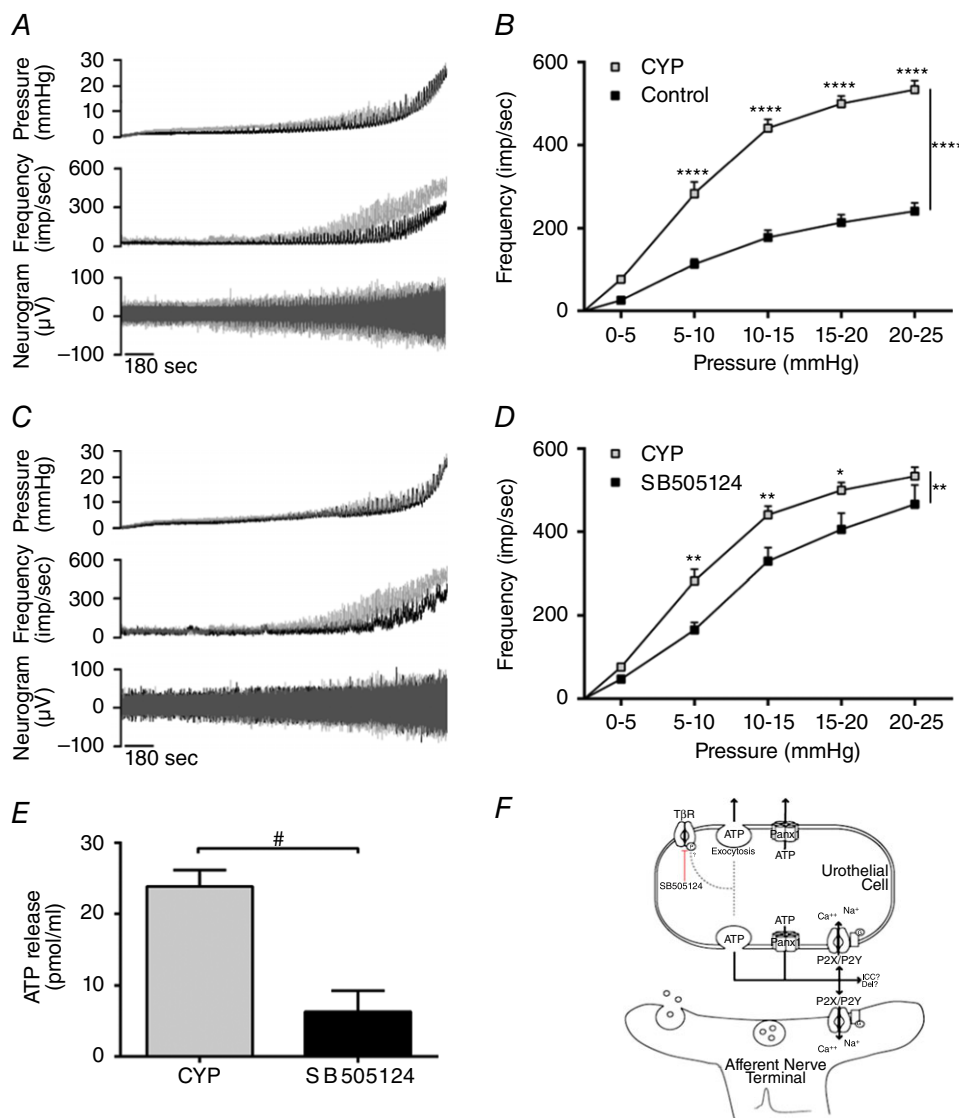 A
Pressure
(mmHg)
30
20
10
0
Frequency
(imp/sec)
600
300
0
Neurogram
(µV)
100
0
−100
180 sec
B
CYP
Control
Frequency (imp/sec)
600
400
200
0
****
****
****
****
****
0-5
5-10
10-15
15-20
20-25
Pressure (mmHg)
C
Pressure
(mmHg)
30
20
10
0
Frequency
(imp/sec)
600
300
0
Neurogram
(µV)
100
0
−100
180 sec
D
CYP
SB505124
Frequency (imp/sec)
600
400
200
0
**
**
*
**
0-5
5-10
10-15
15-20
20-25
Pressure (mmHg)
E
ATP release
(pmol/ml)
30
20
10
0
#
CYP
SB505124
F
TβR
ATP
Exocytosis
Panx1
ATP
Urothelial
Cell
SB505124
ATP
ATP
Panx1
Ca⁺⁺
Na⁺
P2X/P2Y
ICC?
Del?
P2X/P2Y
Ca⁺⁺
Na⁺
Afferent Nerve
Terminal